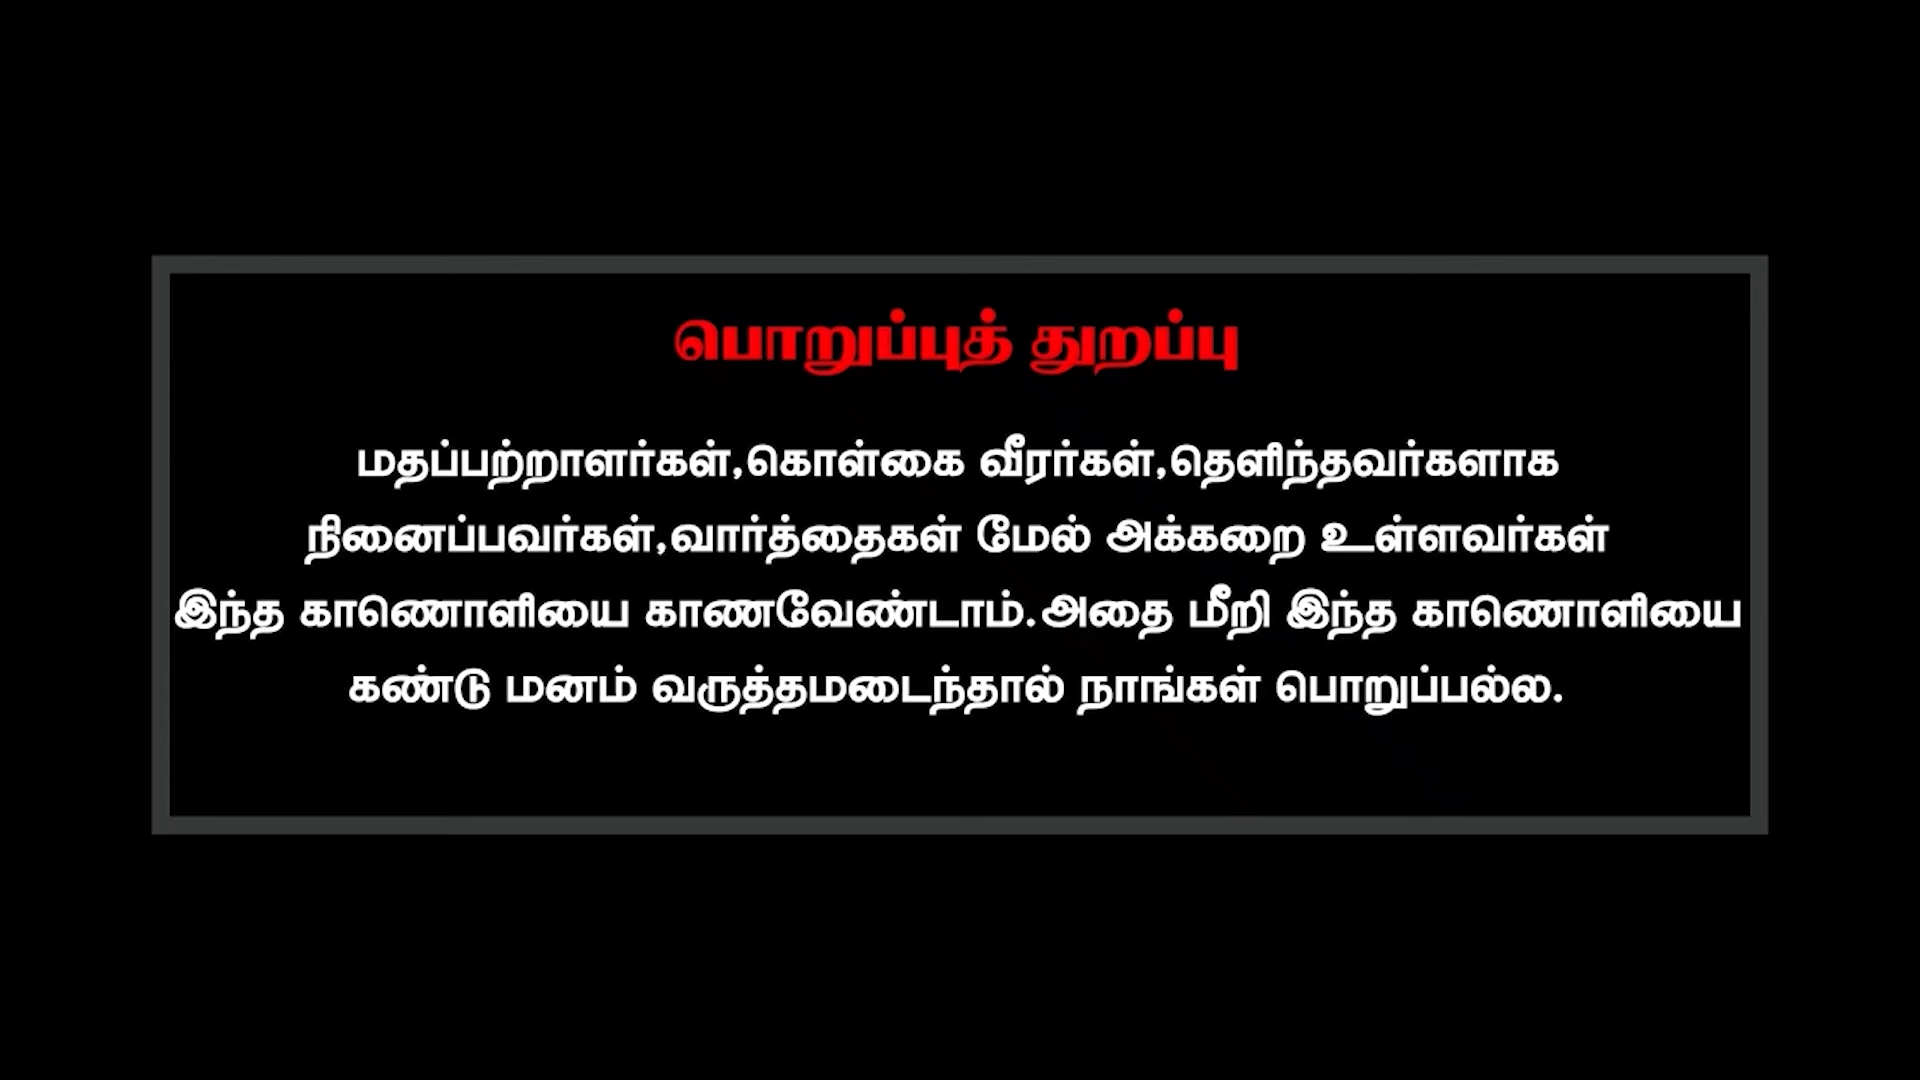 பொறுப்புத் துறப்பு
மதப்பற்றாளர்கள்,கொள்கை வீரர்கள்,தெளிந்தவர்களாக
நினைப்பவர்கள்,வார்த்தைகள் மேல் அக்கறை உள்ளவர்கள்
இந்த காணொளியை காணவேண்டாம்.அதை மீறி இந்த காணொளியை
கண்டு மனம் வருத்தமடைந்தால் நாங்கள் பொறுப்பல்ல.